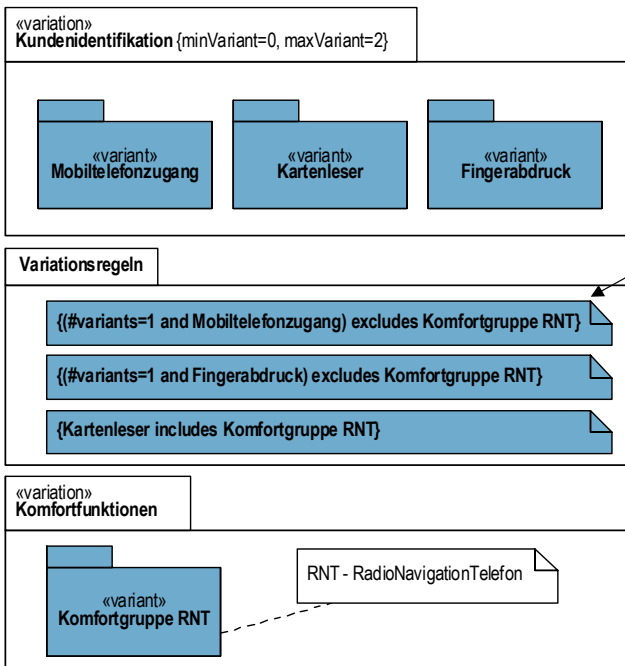 «variation»
Kundenidentifikation {minVariant=0, maxVariant=2}
«variant»
Mobiltelefonzugang
«variant»
Kartenleser
«variant»
Fingerabdruck
Variationsregeln
{(#variants=1 and Mobiltelefonzugang) excludes Komfortgruppe RNT}
{(#variants=1 and Fingerabdruck) excludes Komfortgruppe RNT}
{Kartenleser includes Komfortgruppe RNT}
«variation»
Komfortfunktionen
«variant»
Komfortgruppe RNT
RNT - RadioNavigationTelefon